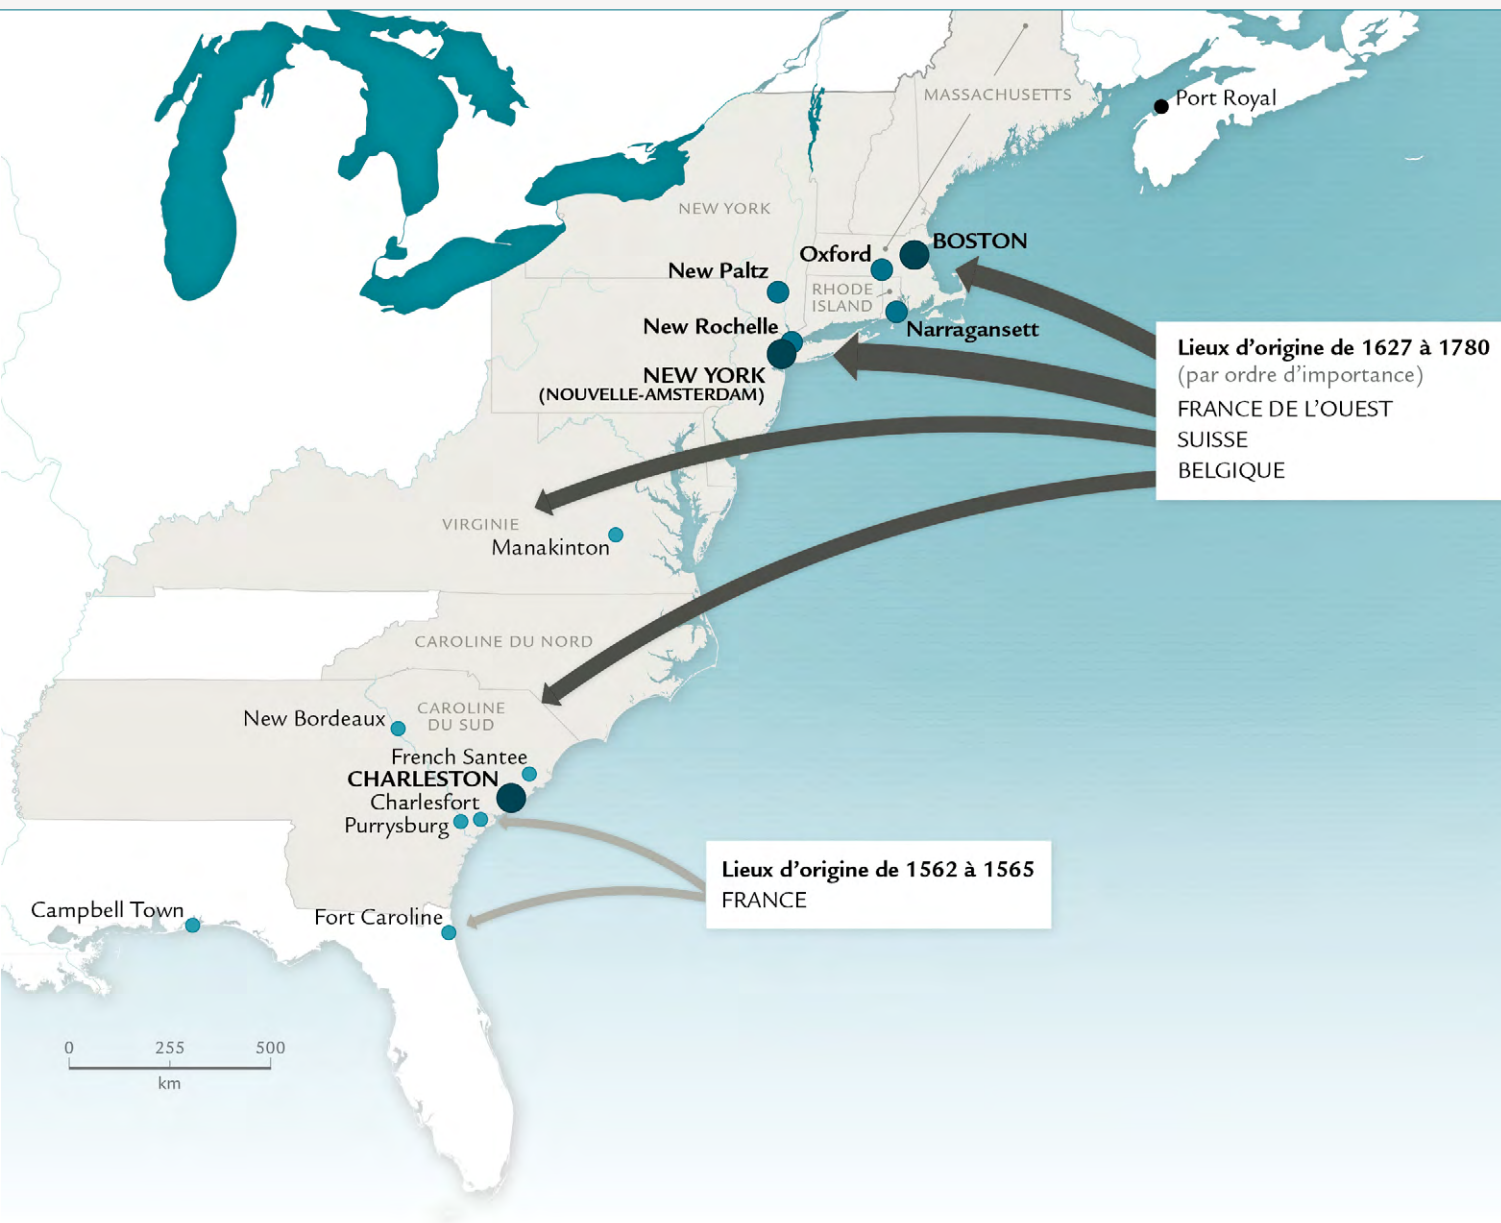 Port Royal
MASSACHUSETTS
NEW YORK
BOSTON
Oxford
New Paltz
RHODE
ISLAND
New Rochelle
Narragansett
NEW YORK
(NOUVELLE-AMSTERDAM)
Lieux d’origine de 1627 à 1780
(par ordre d’importance)
FRANCE DE L’OUEST
SUISSE
BELGIQUE
VIRGINIE
Manakinton
CAROLINE DU NORD
CAROLINE
DU SUD
New Bordeaux
French Santee
CHARLESTON
Charlesfort
Purrysburg
Lieux d’origine de 1562 à 1565
FRANCE
Campbell Town
Fort Caroline
0 255 500
km